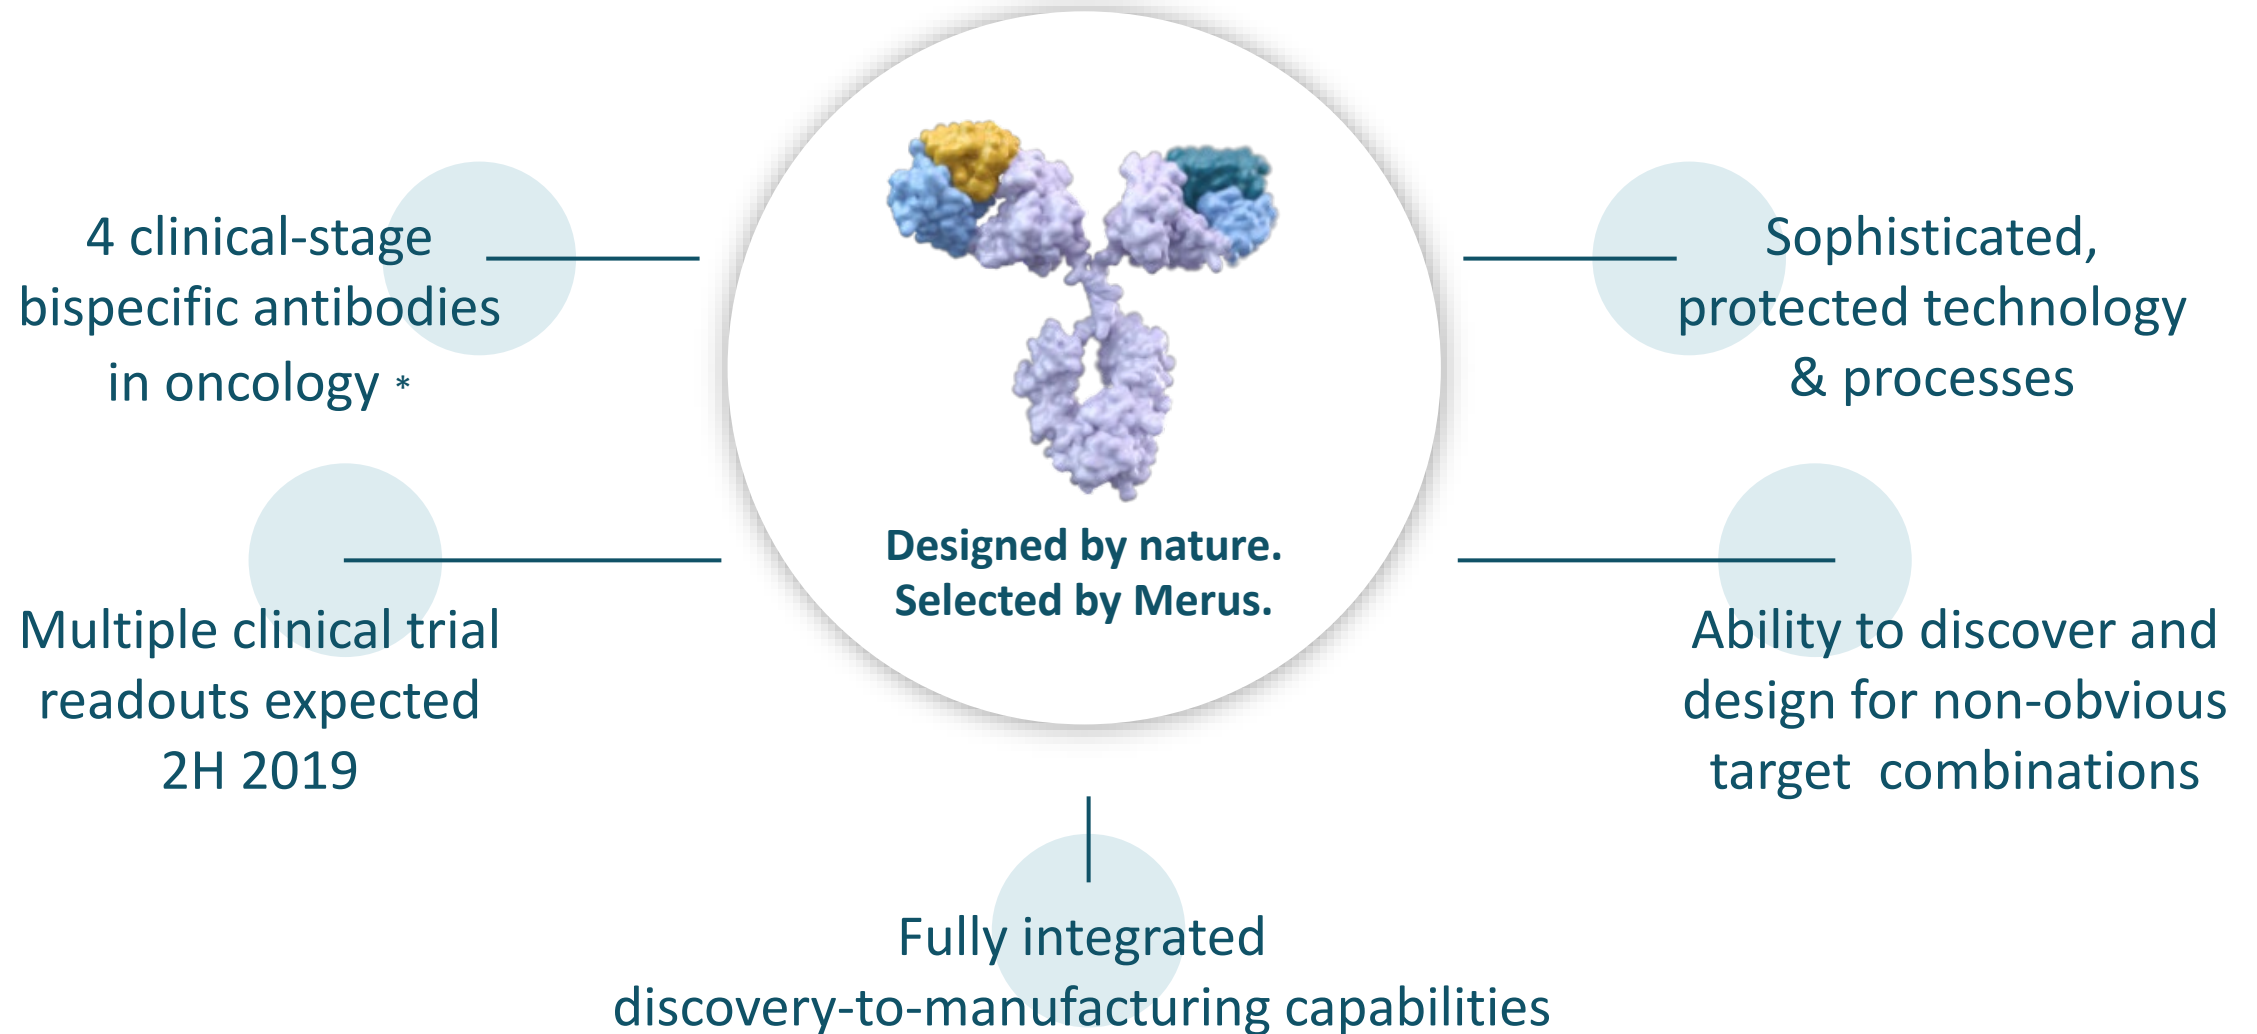 4 clinical-stage
bispecific antibodies
in oncology *
Multiple clinical trial
readouts expected
2H 2019
Designed by nature.
Selected by Merus.
Sophisticated,
protected technology
& processes
Ability to discover and
design for non-obvious
target  combinations
Fully integrated
discovery-to-manufacturing capabilities